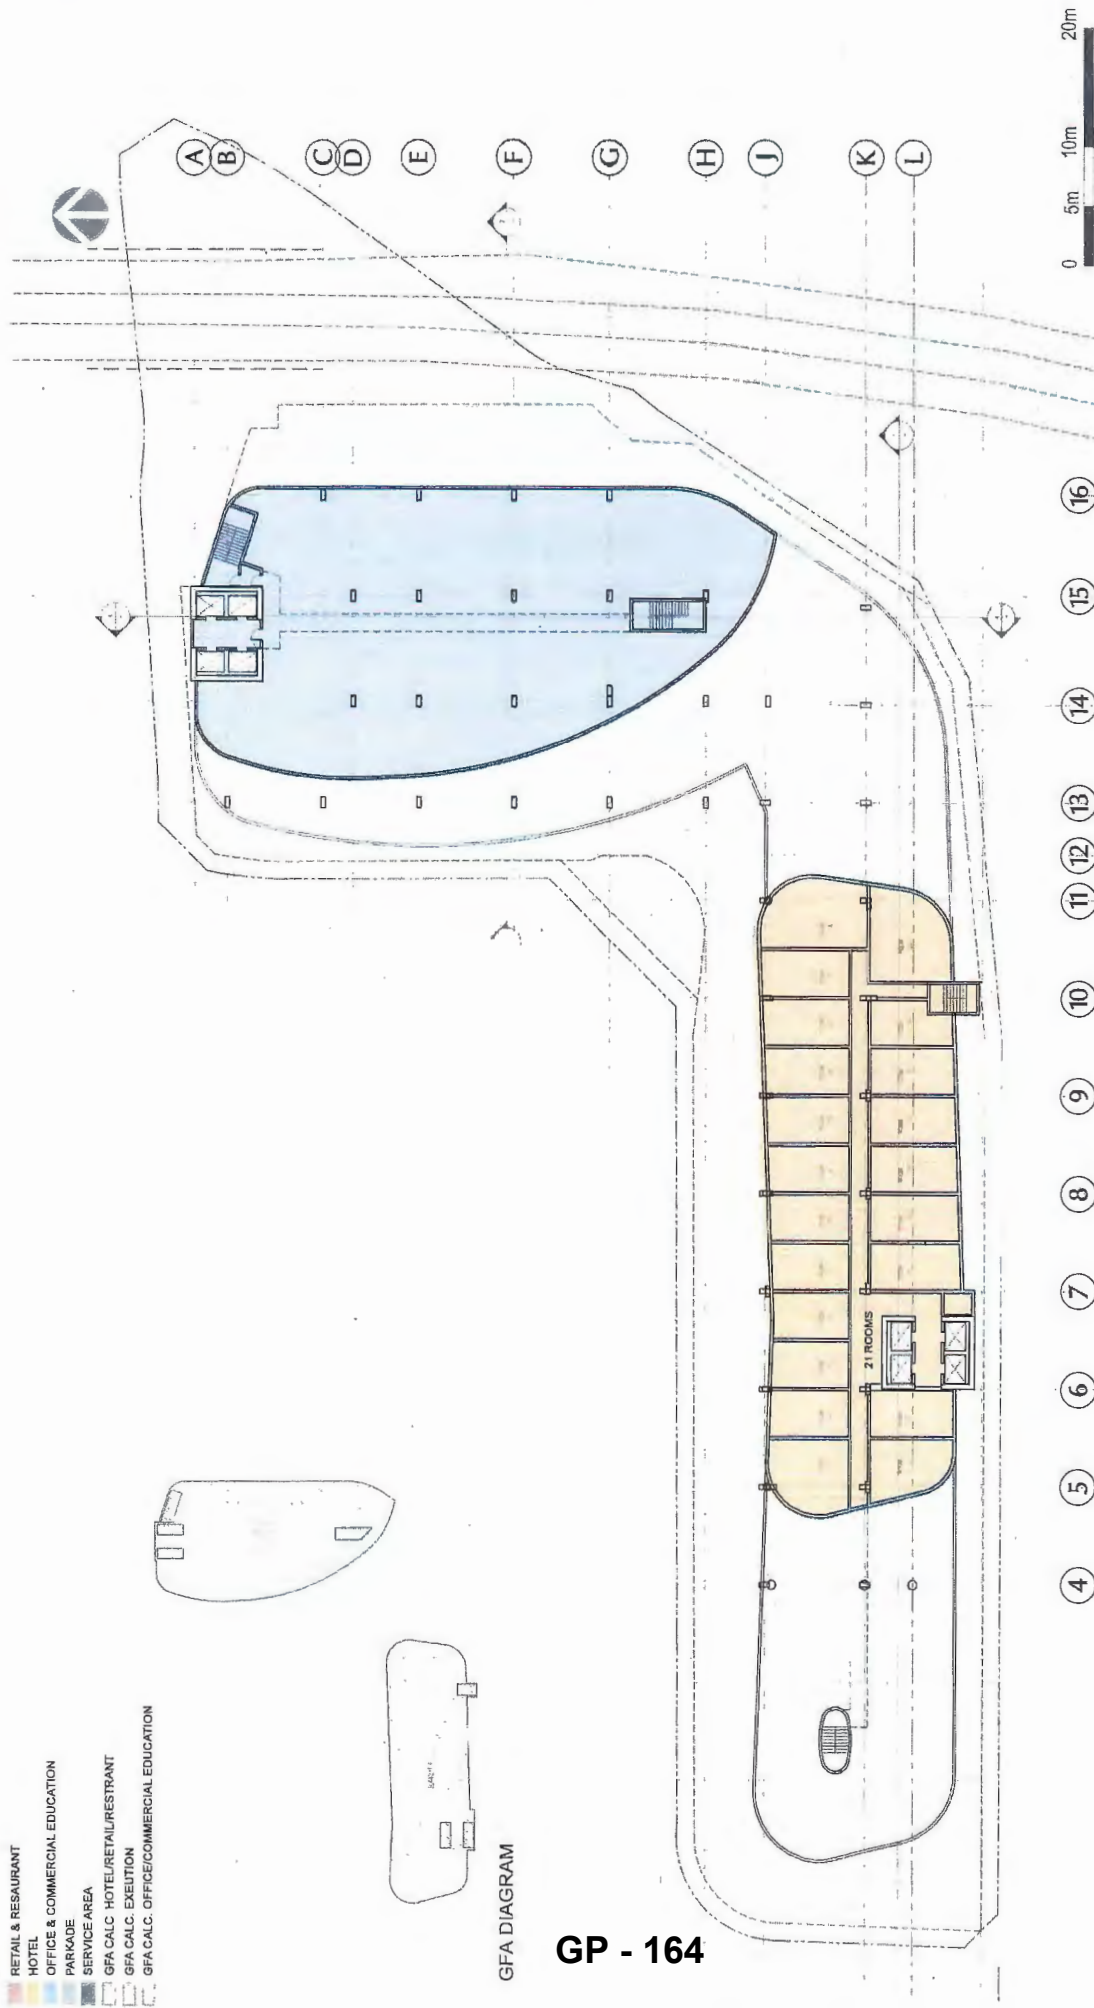 RETAIL & RESAURANT
HOTEL
OFFICE & COMMERCIAL EDUCATION
PARKADE
SERVICE AREA
GFA CALC HOTEL/RETAIL/RESTRANT
GFA CALC. EXEUTION
GFA CALC. OFFICE/COMMERCIAL EDUCATION
GFA DIAGRAM
21 ROOMS
A
B
C
D
E
F
G
H
J
K
L
4
5
6
7
8
9
10
11
12
13
14
15
16
0 5m 10m 20m
GP - 164